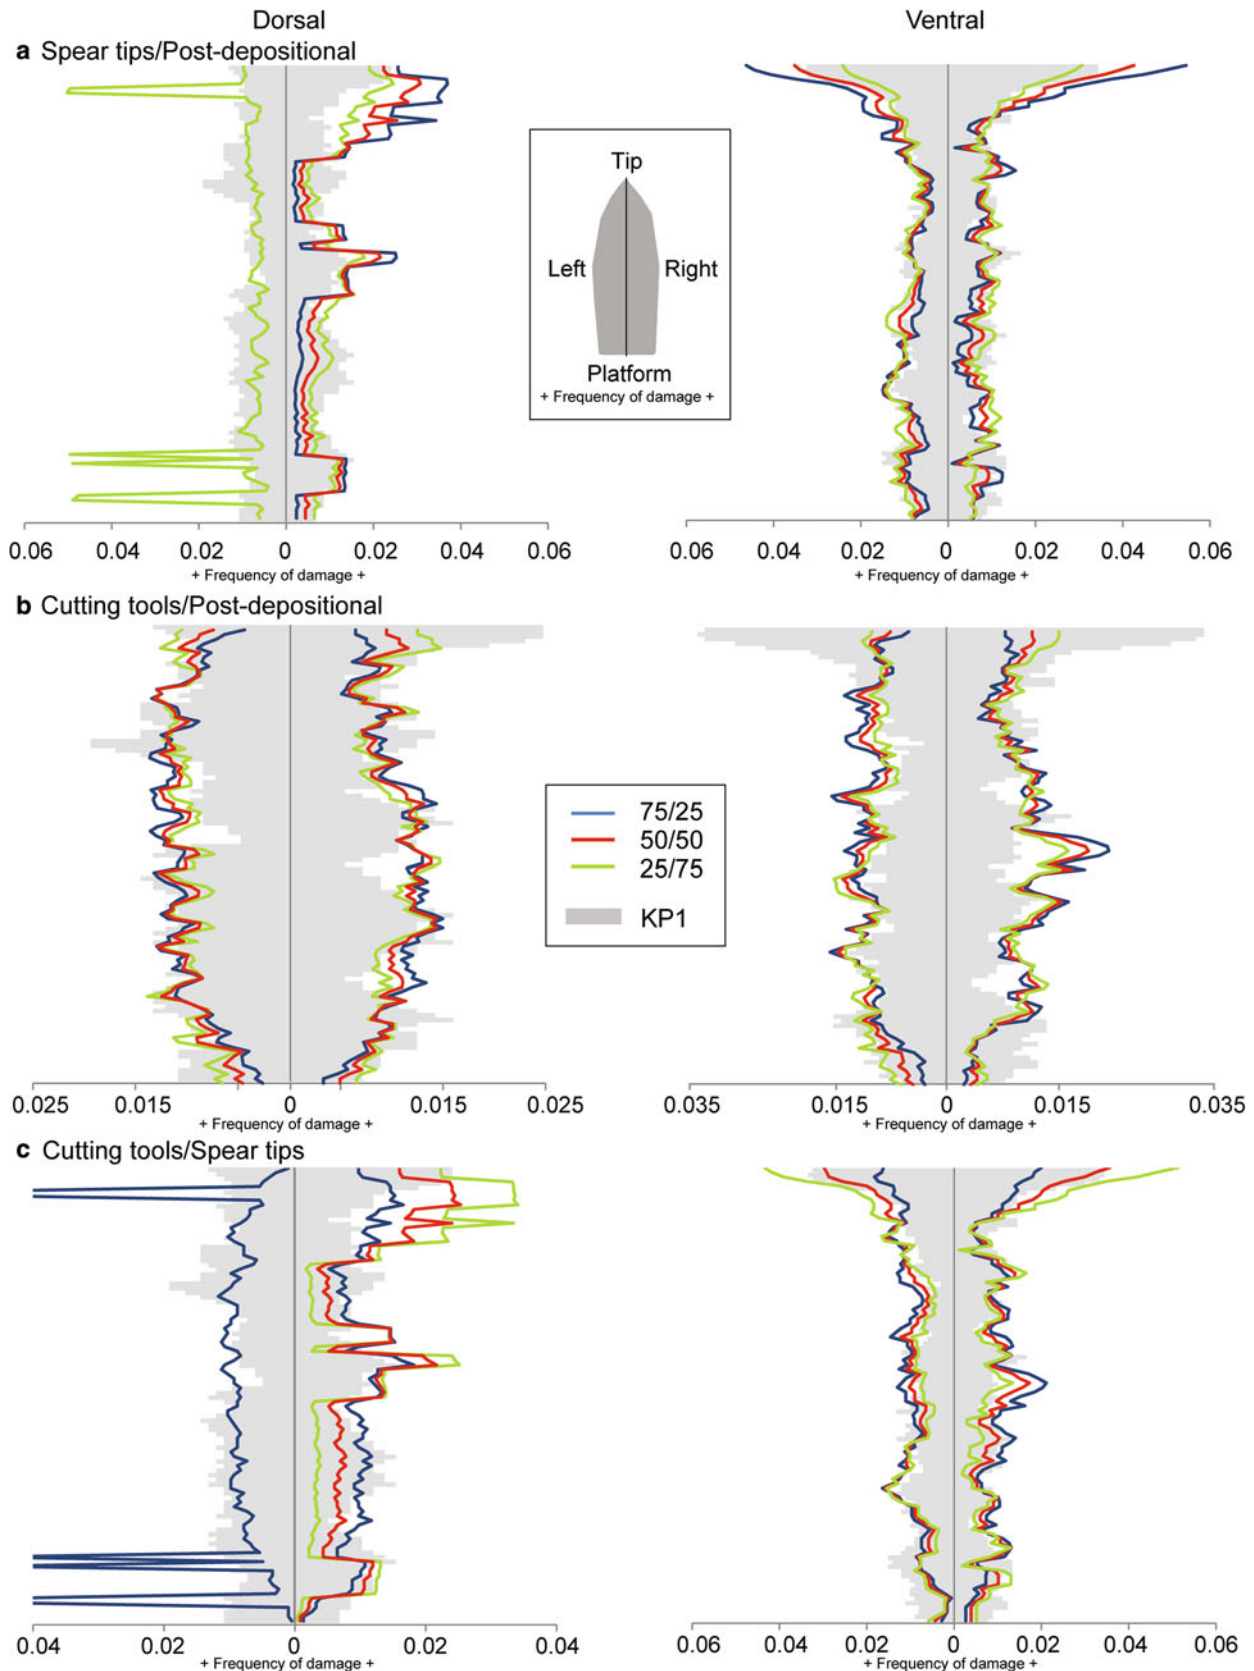 Dorsal
Ventral
a Spear tips/Post-depositional
Tip
Left
Right
Platform
+ Frequency of damage +
0.06 0.04 0.02 0 0.02 0.04 0.06
+ Frequency of damage +
0.06 0.04 0.02 0 0.02 0.04 0.06
+ Frequency of damage +
b Cutting tools/Post-depositional
75/25
50/50
25/75
KP1
0.025 0.015 0 0.015 0.025
+ Frequency of damage +
0.035 0.015 0 0.015 0.035
+ Frequency of damage +
c Cutting tools/Spear tips
0.04 0.02 0 0.02 0.04
+ Frequency of damage +
0.06 0.04 0.02 0 0.02 0.04 0.06
+ Frequency of damage +